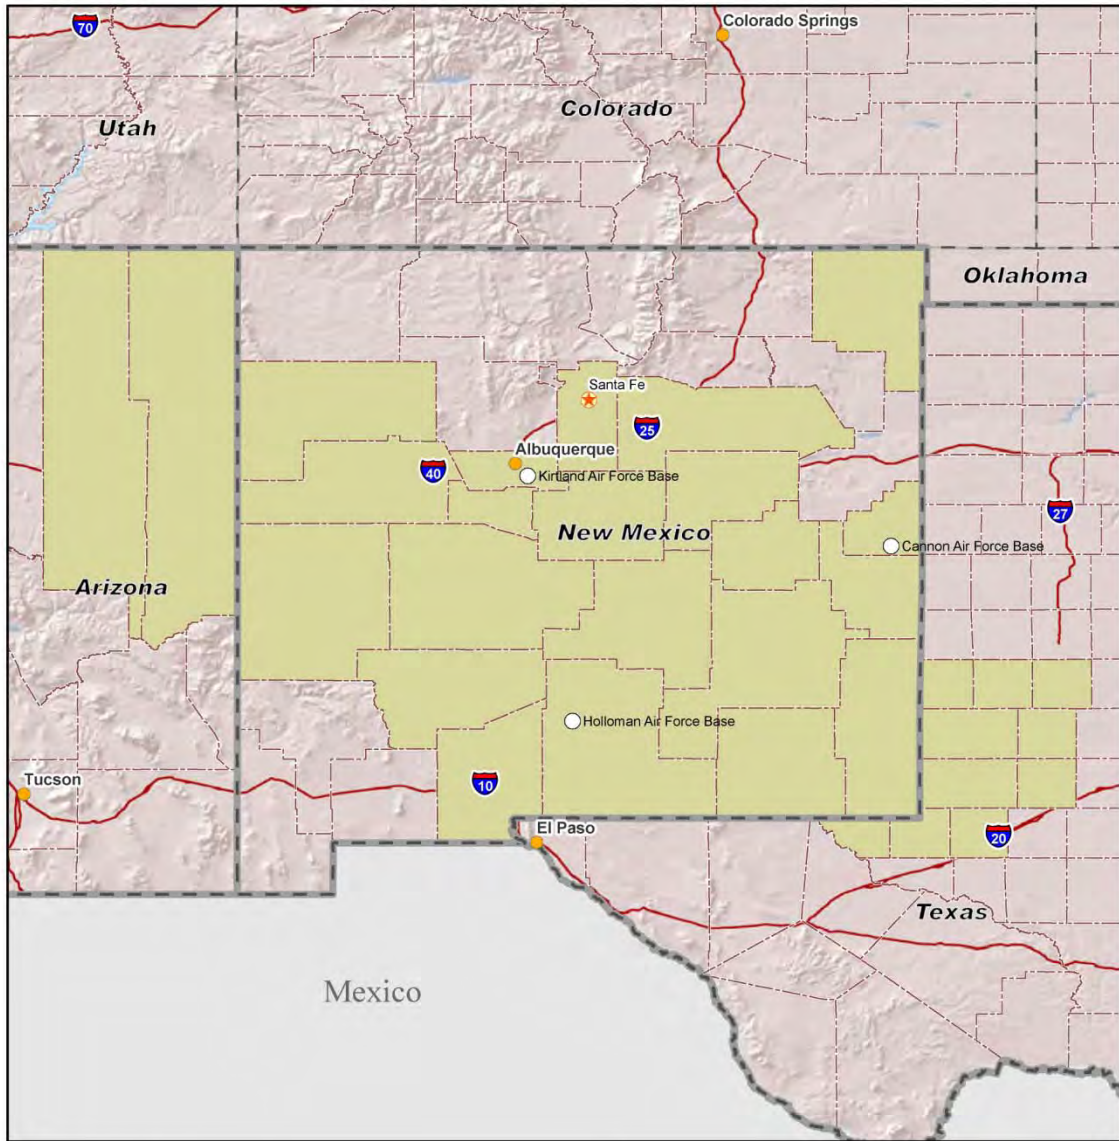 Colorado Springs
70
Colorado
Utah
Oklahoma
Santa Fe
25
Albuquerque
40
Kirtland Air Force Base
27
New Mexico
Cannon Air Force Base
Arizona
Holloman Air Force Base
Tucson
10
El Paso
20
Texas
Mexico